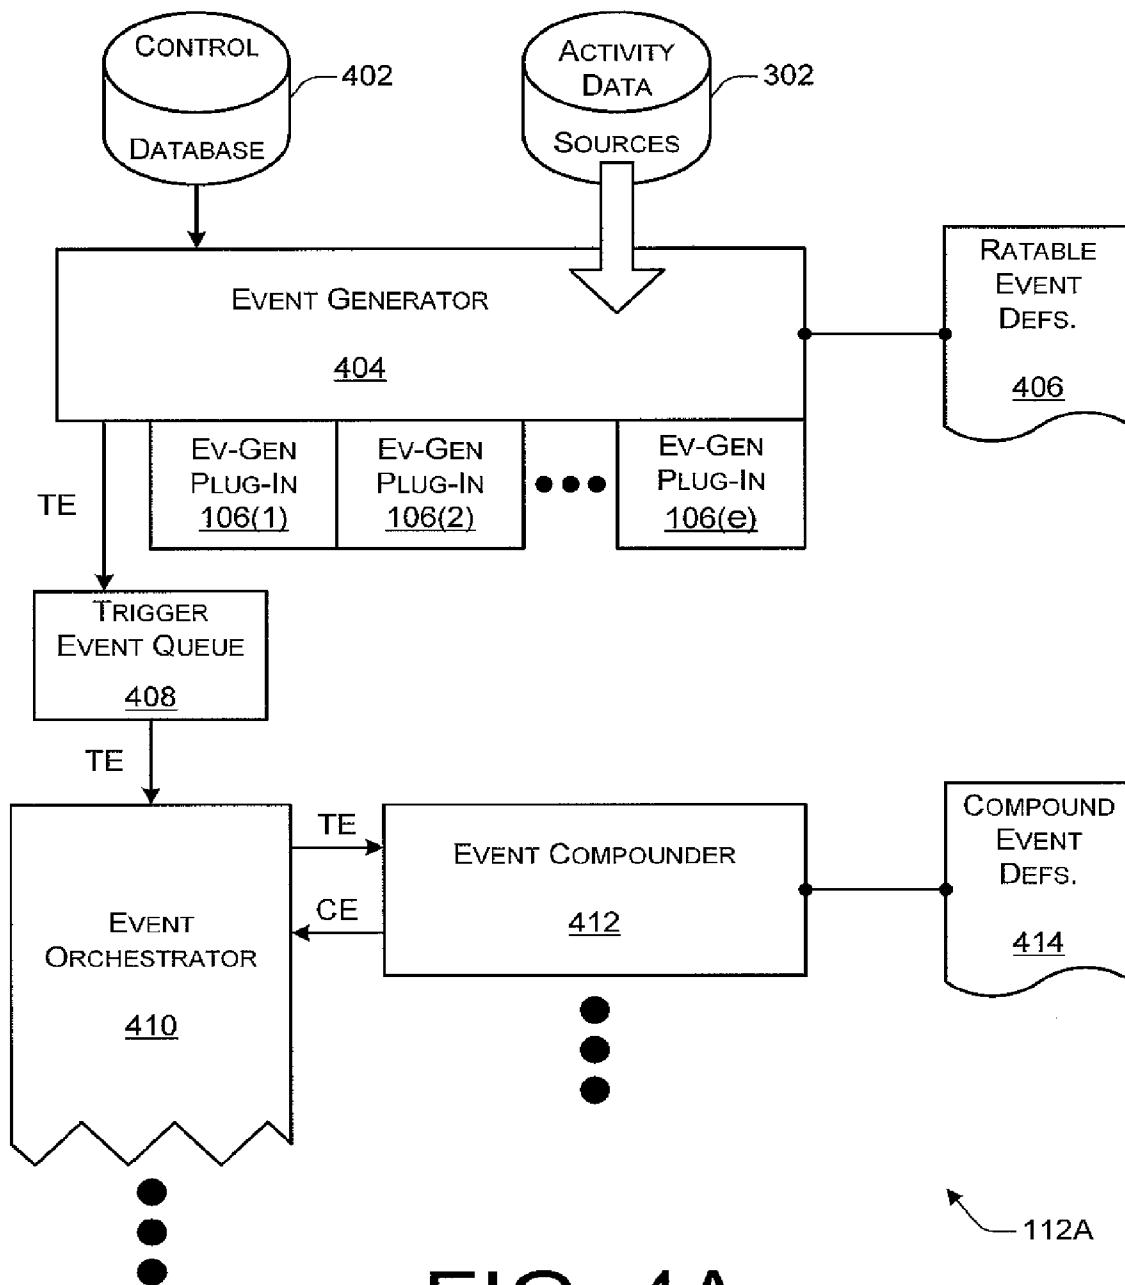 CONTROL
DATABASE
402
ACTIVITY
DATA
SOURCES
302
EVENT GENERATOR
404
RATABLE
EVENT
DEFS.
406
EV-GEN
PLUG-IN
106(1)
EV-GEN
PLUG-IN
106(2)
EV-GEN
PLUG-IN
106(e)
TE
TRIGGER
EVENT QUEUE
408
TE
EVENT
ORCHESTRATOR
410
TE
CE
EVENT COMPOUNDER
412
COMPOUND
EVENT
DEFS.
414
112A
FIG. 4A